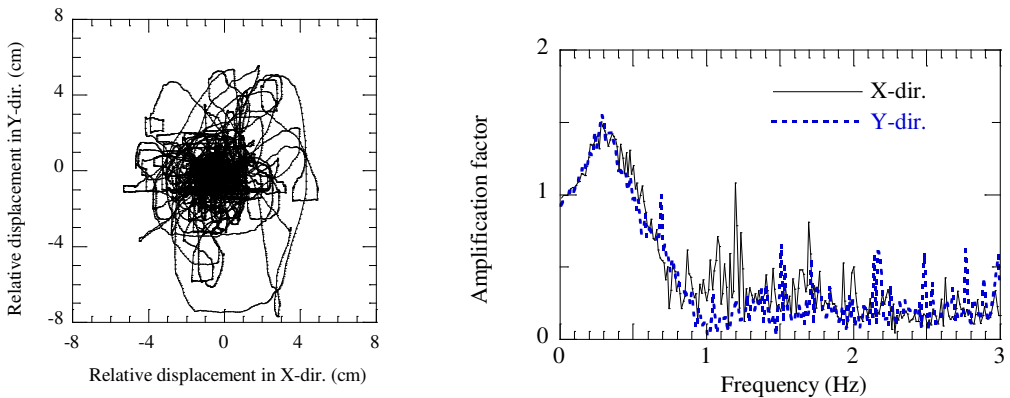 8
4
0
-4
-8
-8
-4
0
4
8
Relative displacement in Y-dir. (cm)
Relative displacement in X-dir. (cm)
2
1
0
0
1
2
3
Amplification factor
Frequency (Hz)
X-dir.
Y-dir.